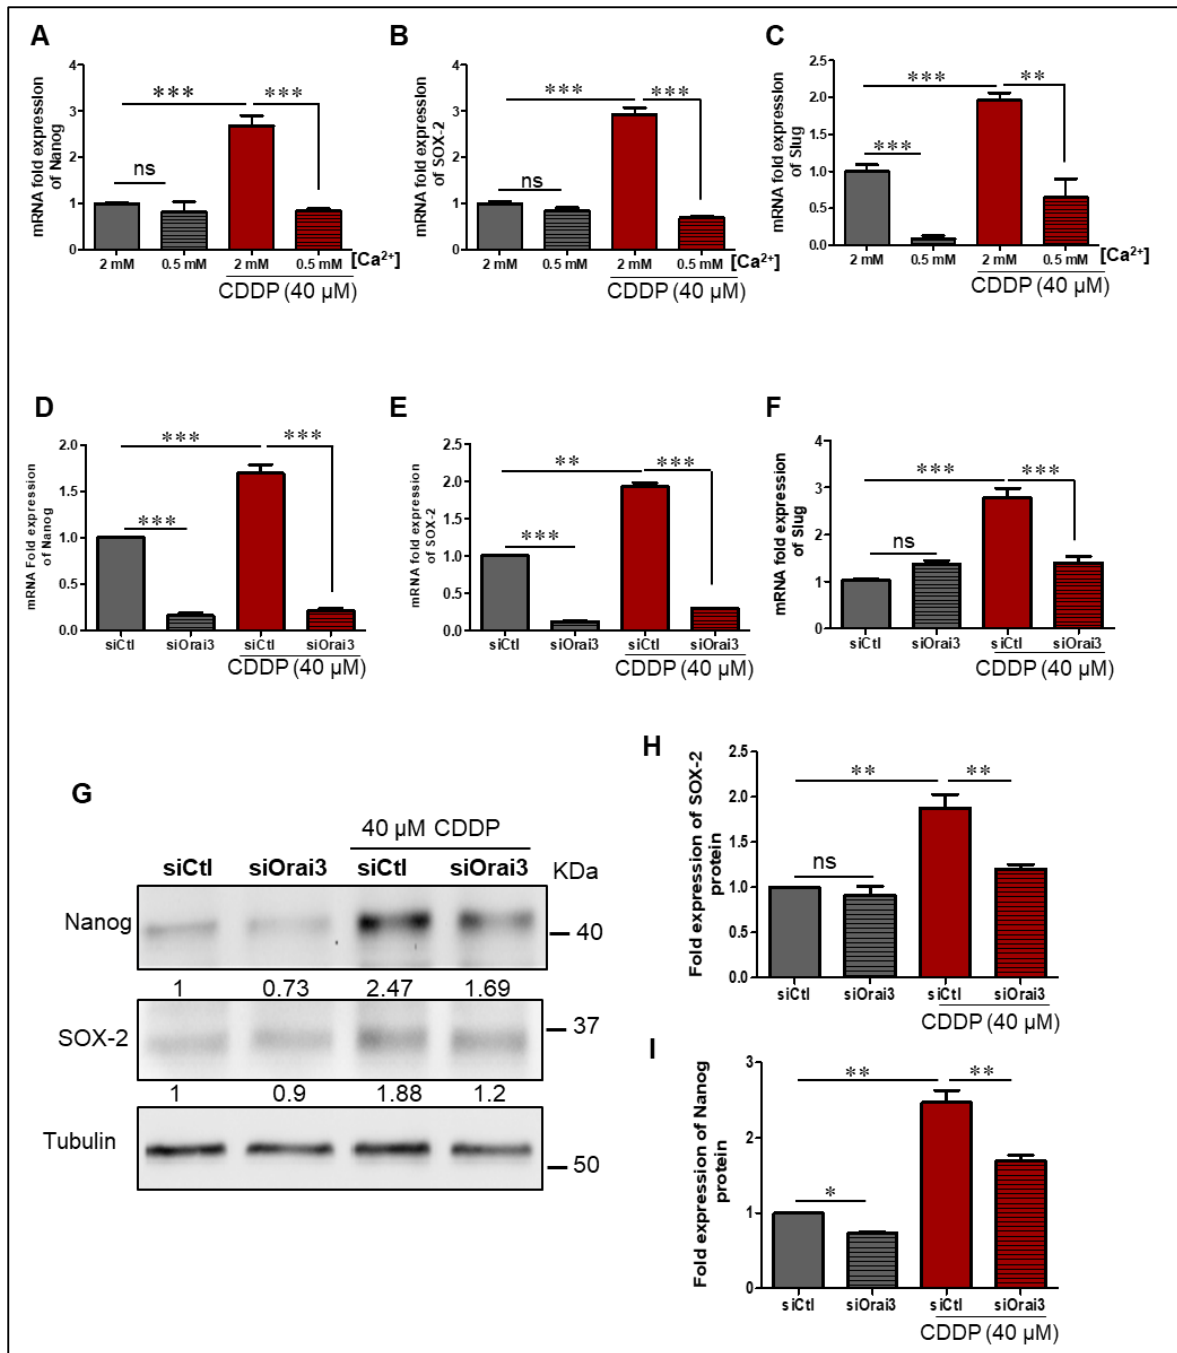 A
mRNA fold expression
of Nanog
4
3
2
1
0
***
***
ns
2 mM
0.5 mM
2 mM
0.5 mM
[Ca²⁺]
CDDP (40 µM)
B
mRNA fold expression
of SOX-2
4
3
2
1
0
***
***
ns
2 mM
0.5 mM
2 mM
0.5 mM
[Ca²⁺]
CDDP (40 µM)
C
mRNA fold expression
of Slug
2.5
2.0
1.5
1.0
0.5
0.0
***
**
***
2 mM
0.5 mM
2 mM
0.5 mM
[Ca²⁺]
CDDP (40 µM)
D
mRNA Fold expression
of Nanog
2.0
1.5
1.0
0.5
0.0
***
***
***
siCtl
siOrai3
siCtl
siOrai3
CDDP (40 µM)
E
mRNA fold expression
of SOX-2
2.5
2.0
1.5
1.0
0.5
0.0
**
***
***
siCtl
siOrai3
siCtl
siOrai3
CDDP (40 µM)
F
mRNA fold expression
of Slug
4
3
2
1
0
***
***
ns
siCtl
siOrai3
siCtl
siOrai3
CDDP (40 µM)
G
40 µM CDDP
siCtl siOrai3 siCtl siOrai3 KDa
Nanog
40
1 0.73 2.47 1.69
SOX-2
37
1 0.9 1.88 1.2
Tubulin
50
H
Fold expression of SOX-2
protein
2.5
2.0
1.5
1.0
0.5
0.0
**
**
ns
siCtl
siOrai3
siCtl
siOrai3
CDDP (40 µM)
I
Fold expression of Nanog
protein
3
2
1
0
**
**
*
siCtl
siOrai3
siCtl
siOrai3
CDDP (40 µM)